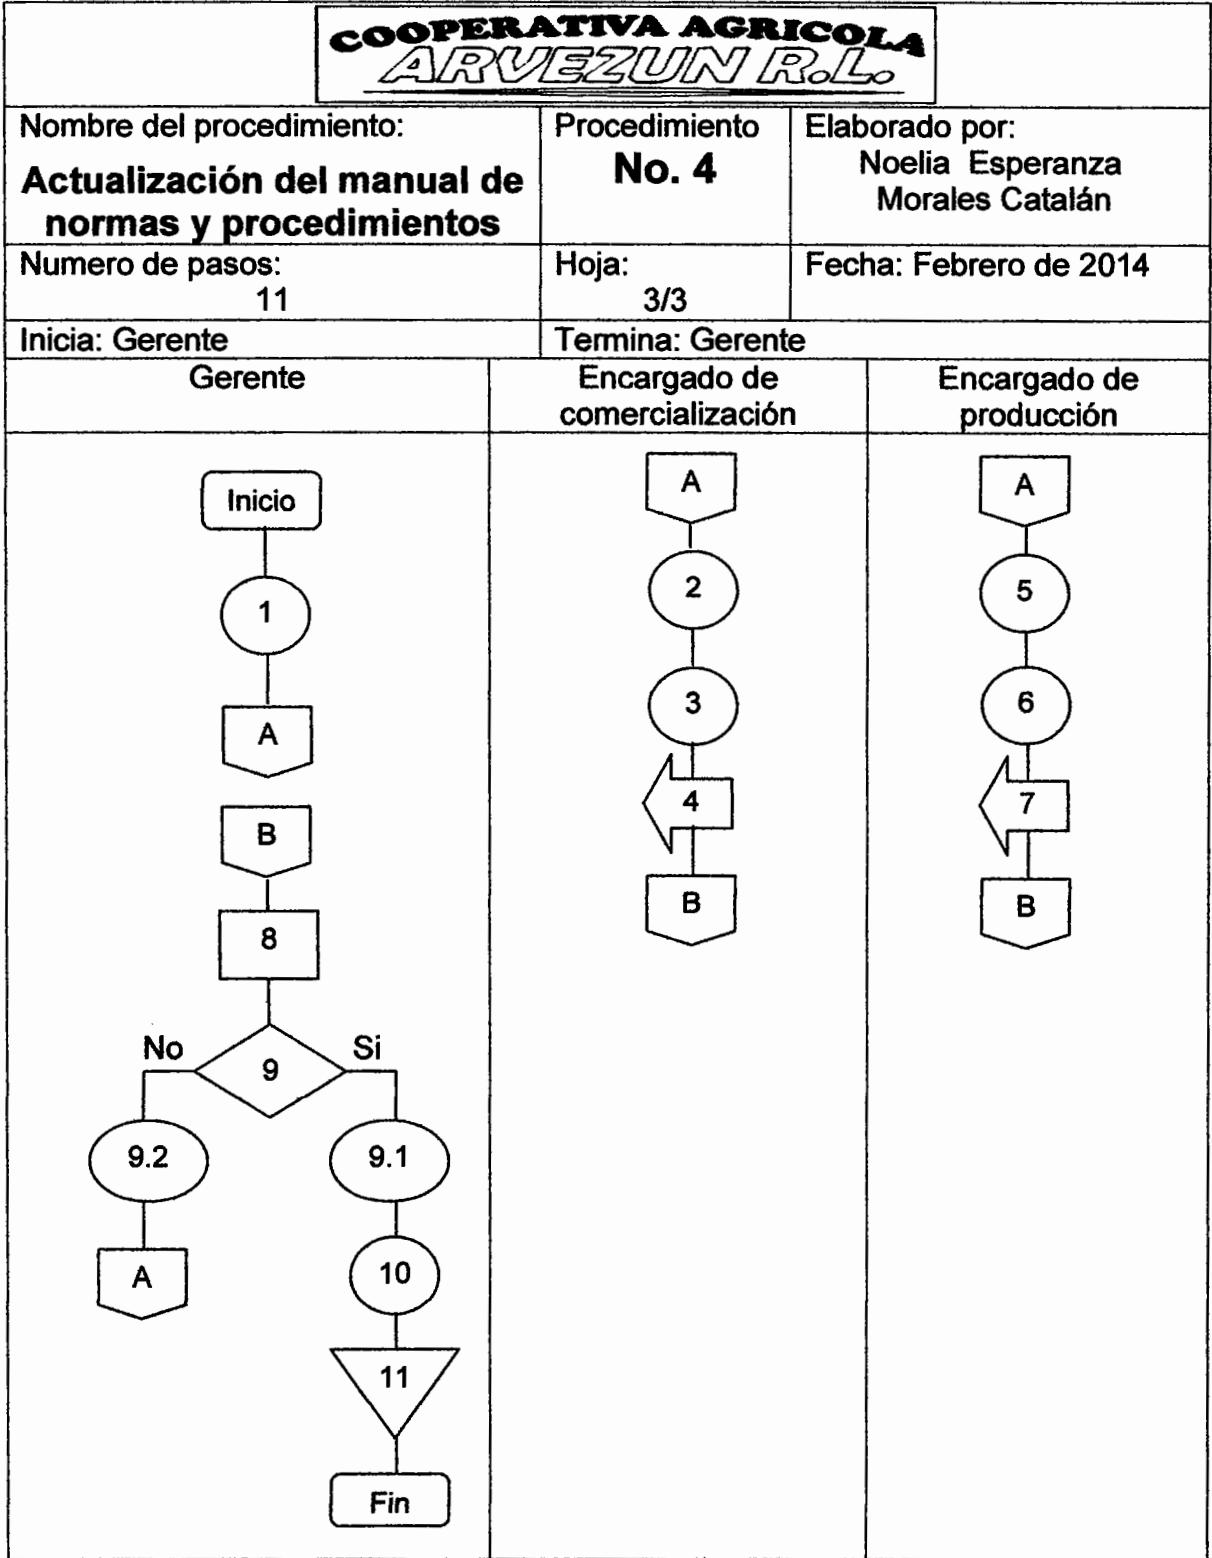 COOPERATIVA AGRICOLA
ARVEZUN R.L.
Nombre del procedimiento:
Actualización del manual de
normas y procedimientos
Procedimiento
No. 4
Elaborado por:
Noelia Esperanza
Morales Catalán
Numero de pasos:
11
Hoja:
3/3
Fecha: Febrero de 2014
Inicia: Gerente
Termina: Gerente
Gerente
Encargado de
comercialización
Encargado de
producción
Inicio
1
A
B
8
No
Si
9
9.2
9.1
A
10
11
Fin
A
2
3
4
B
A
5
6
7
B